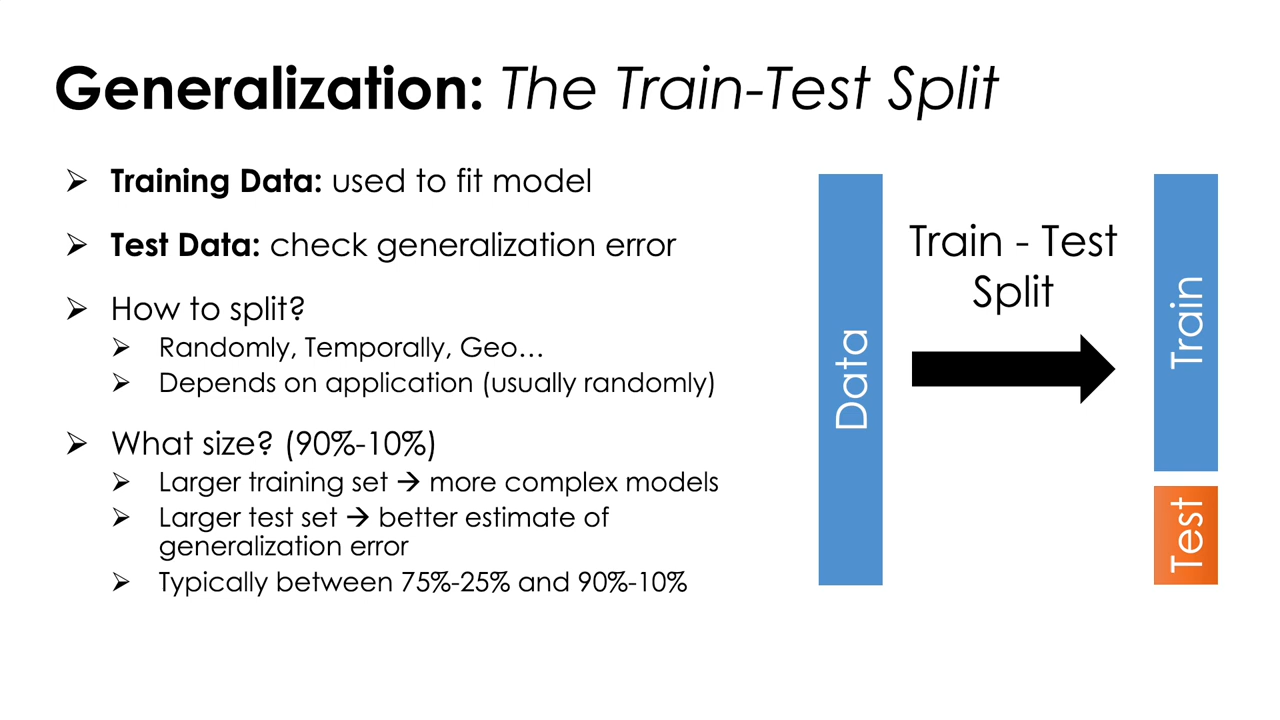 Generalization: The Train-Test Split
➢ Training Data: used to fit model
➢ Test Data: check generalization error
➢ How to split?
➢ Randomly, Temporally, Geo…
➢ Depends on application (usually randomly)
➢ What size? (90%-10%)
➢ Larger training set → more complex models
➢ Larger test set → better estimate of
generalization error
➢ Typically between 75%-25% and 90%-10%
Data
Train - Test
Split
Train
Test